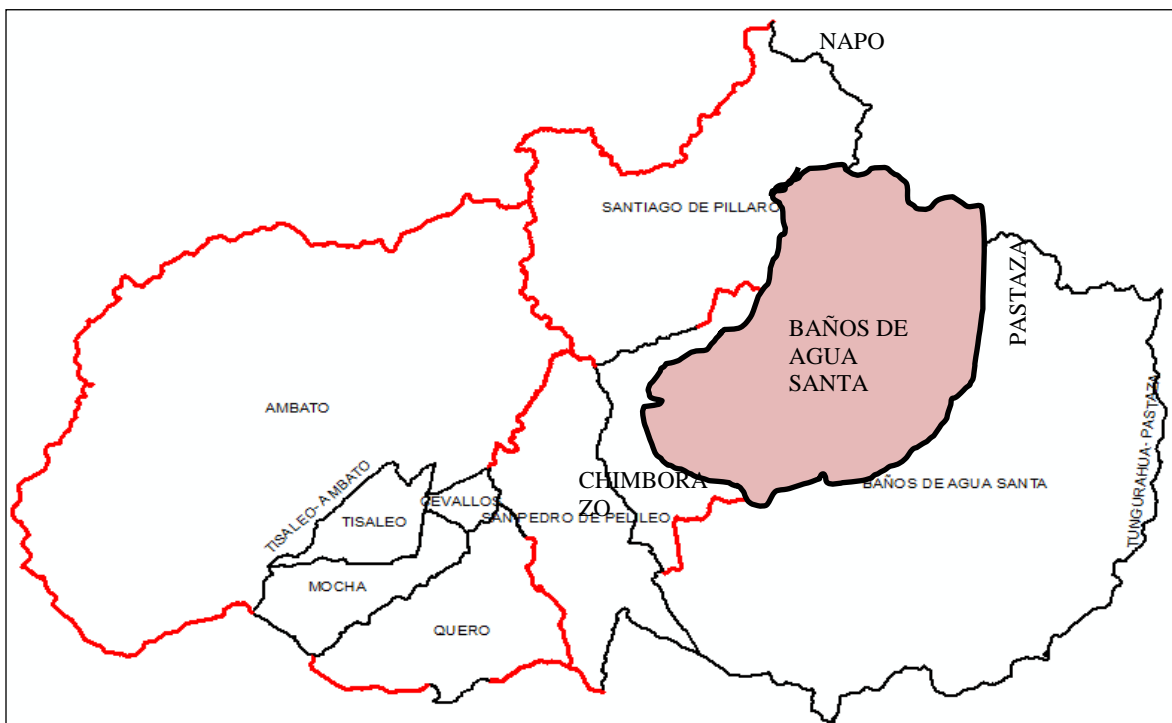 NAPO
SANTIAGO DE PILLARO
PASTAZA
BAÑOS DE
AGUA
SANTA
TUNGURAHUA- PASTAZA
AMBATO
TISALEO- AMBATO
CHIMBORA
ZO
BAÑOS DE AGUA SANTA
CEVALLOS
SAN PEDRO DE PELILEO
TISALEO
MOCHA
QUERO